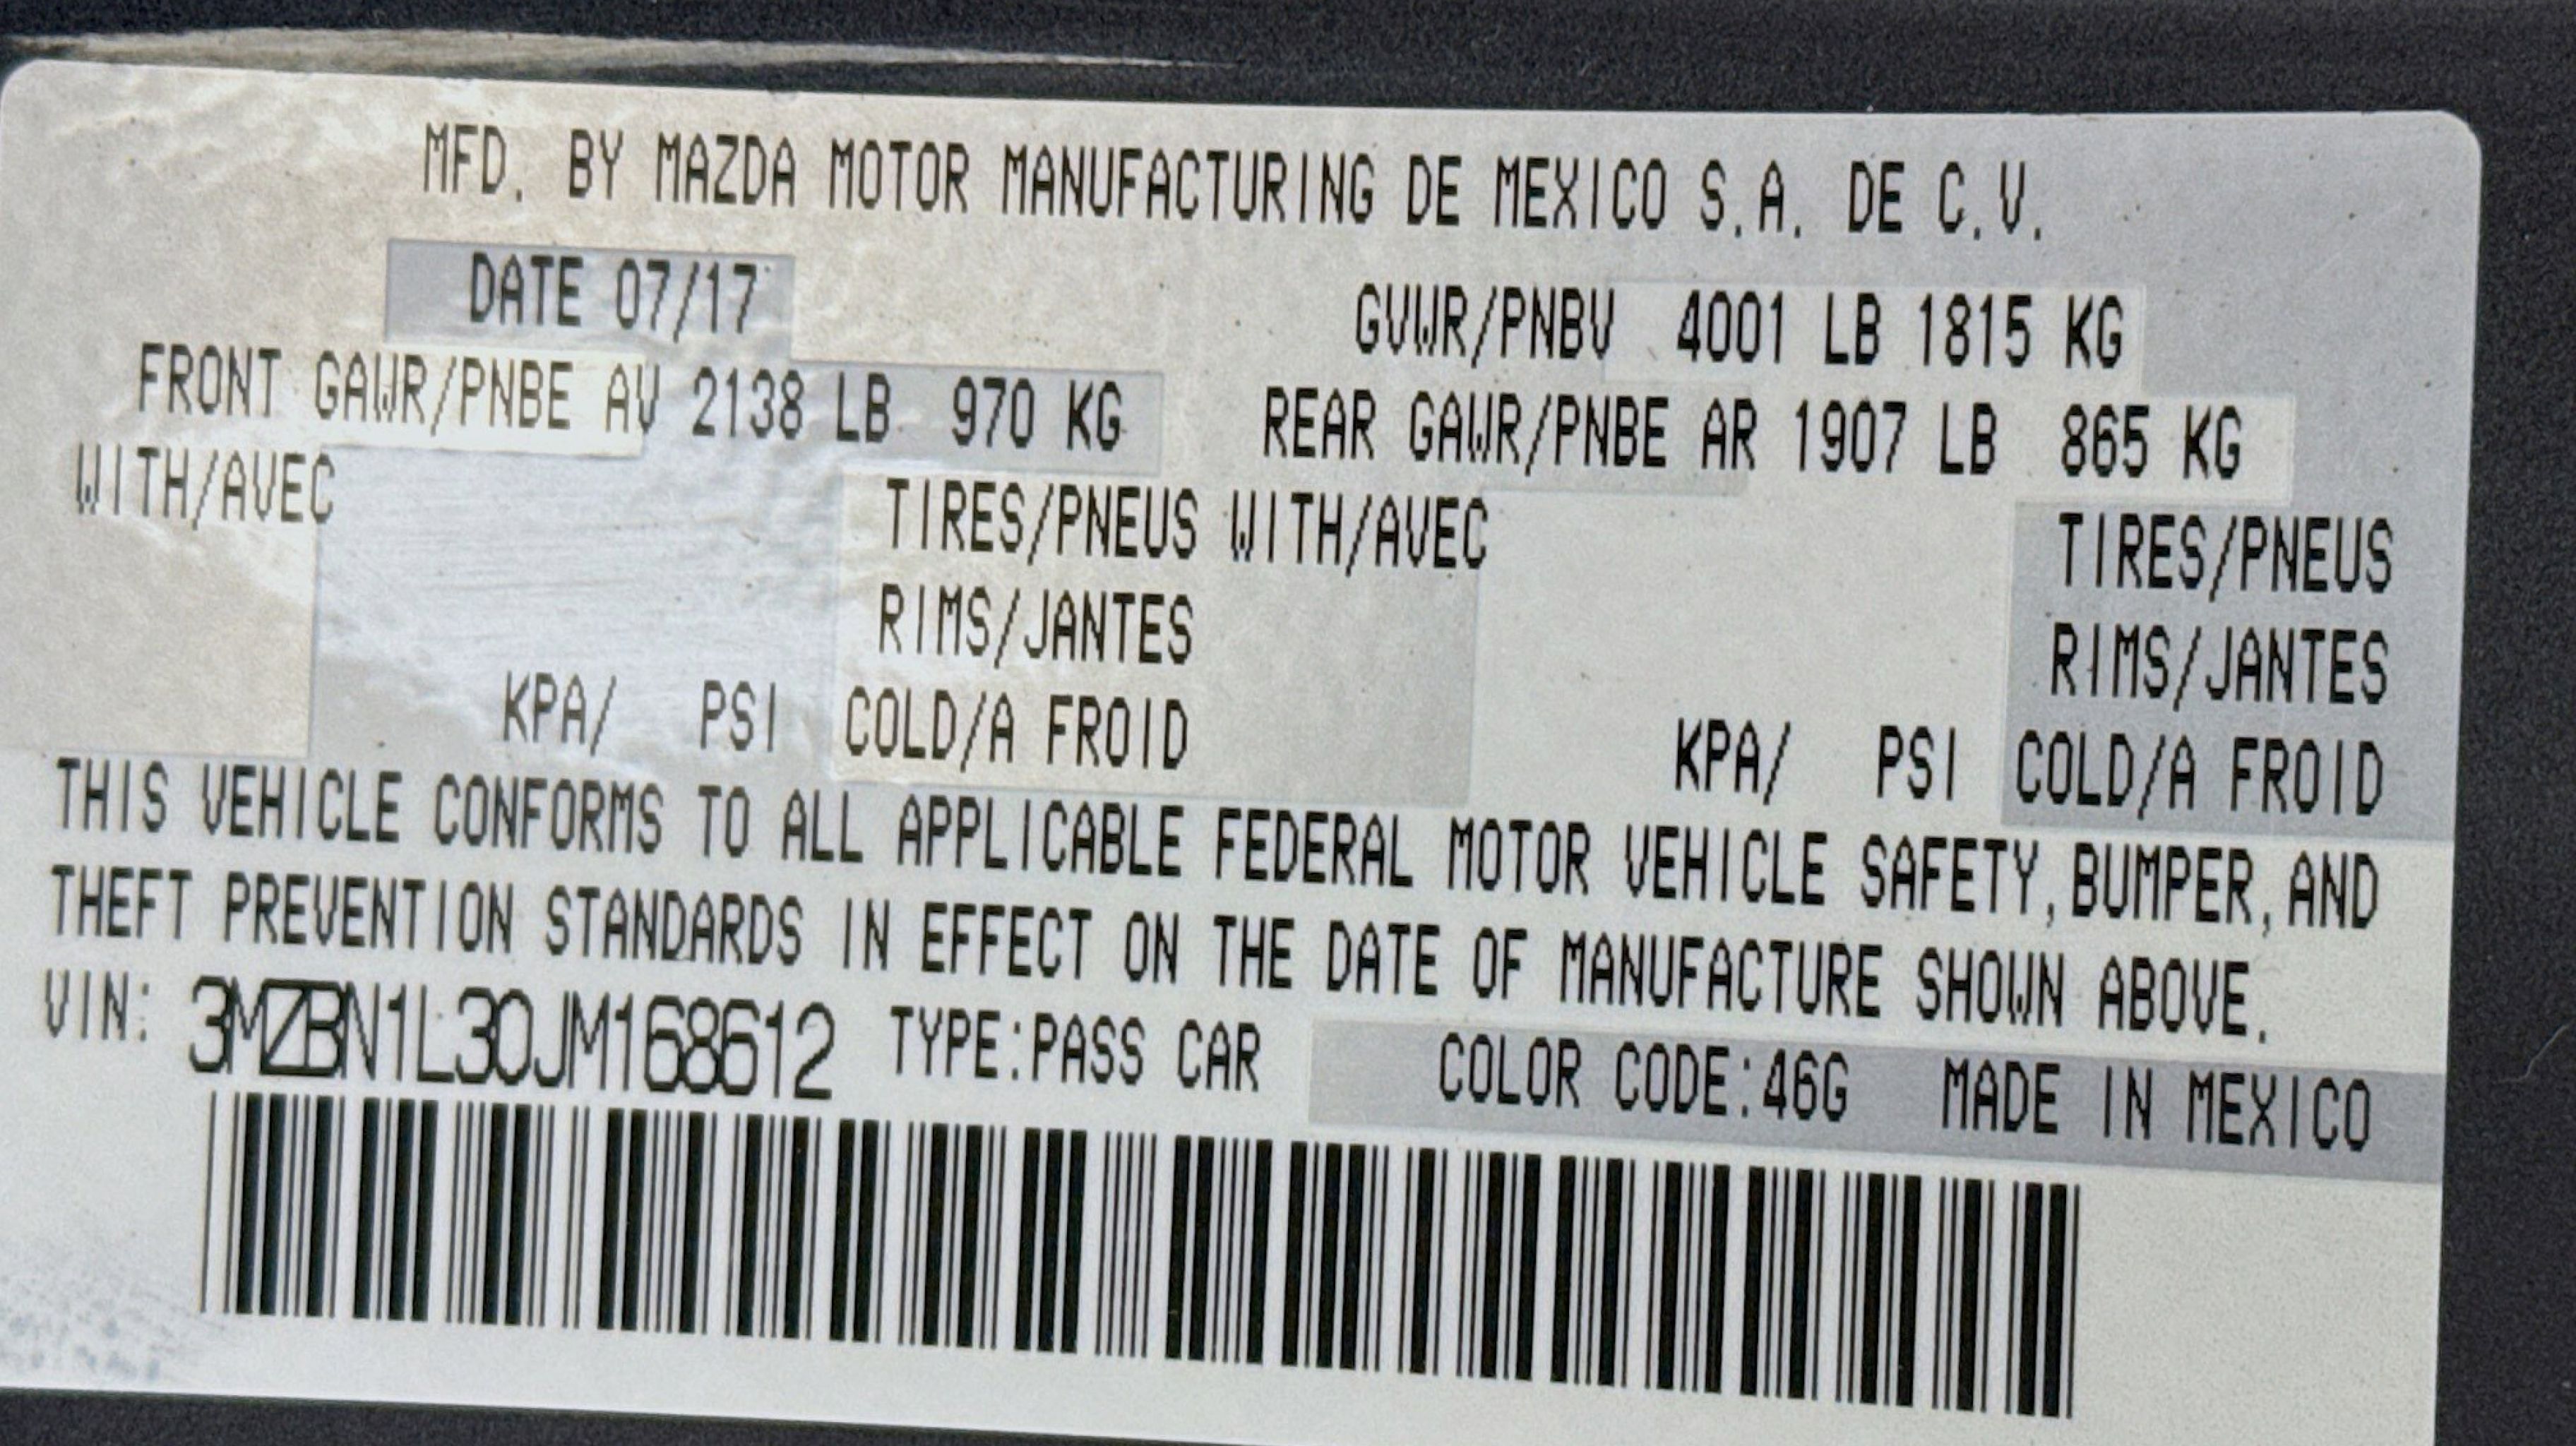 MFD. BY MAZDA MOTOR MANUFACTURING DE MEXICO S.A. DE C.V.
DATE 07/17
GVWR/PNBV 4001 LB 1815 KG
FRONT GAWR/PNBE AV 2138 LB 970 KG REAR GAWR/PNBE AR 1907 LB 865 KG
WITH/AVEC TIRES/PNEUS WITH/AVEC TIRES/PNEUS
RIMS/JANTES RIMS/JANTES
KPA/ PSI COLD/A FROID KPA/ PSI COLD/A FROID
THIS VEHICLE CONFORMS TO ALL APPLICABLE FEDERAL MOTOR VEHICLE SAFETY,BUMPER,AND
THEFT PREVENTION STANDARDS IN EFFECT ON THE DATE OF MANUFACTURE SHOWN ABOVE.
VIN: 3MZBN1L30JM168612 TYPE:PASS CAR COLOR CODE:46G MADE IN MEXICO